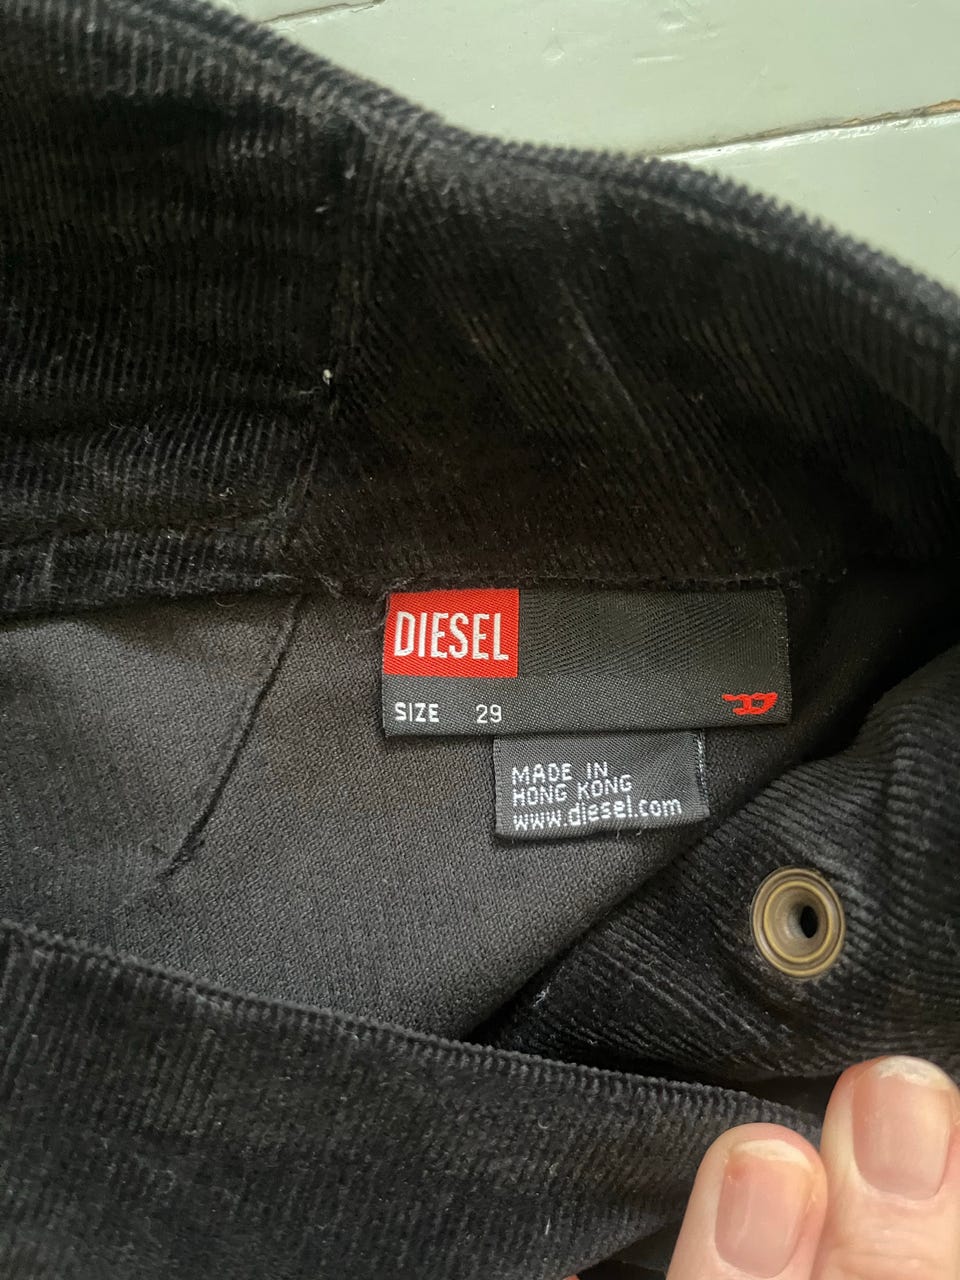 DIESEL
SIZE 29
MADE IN
HONG KONG
www.diesel.com